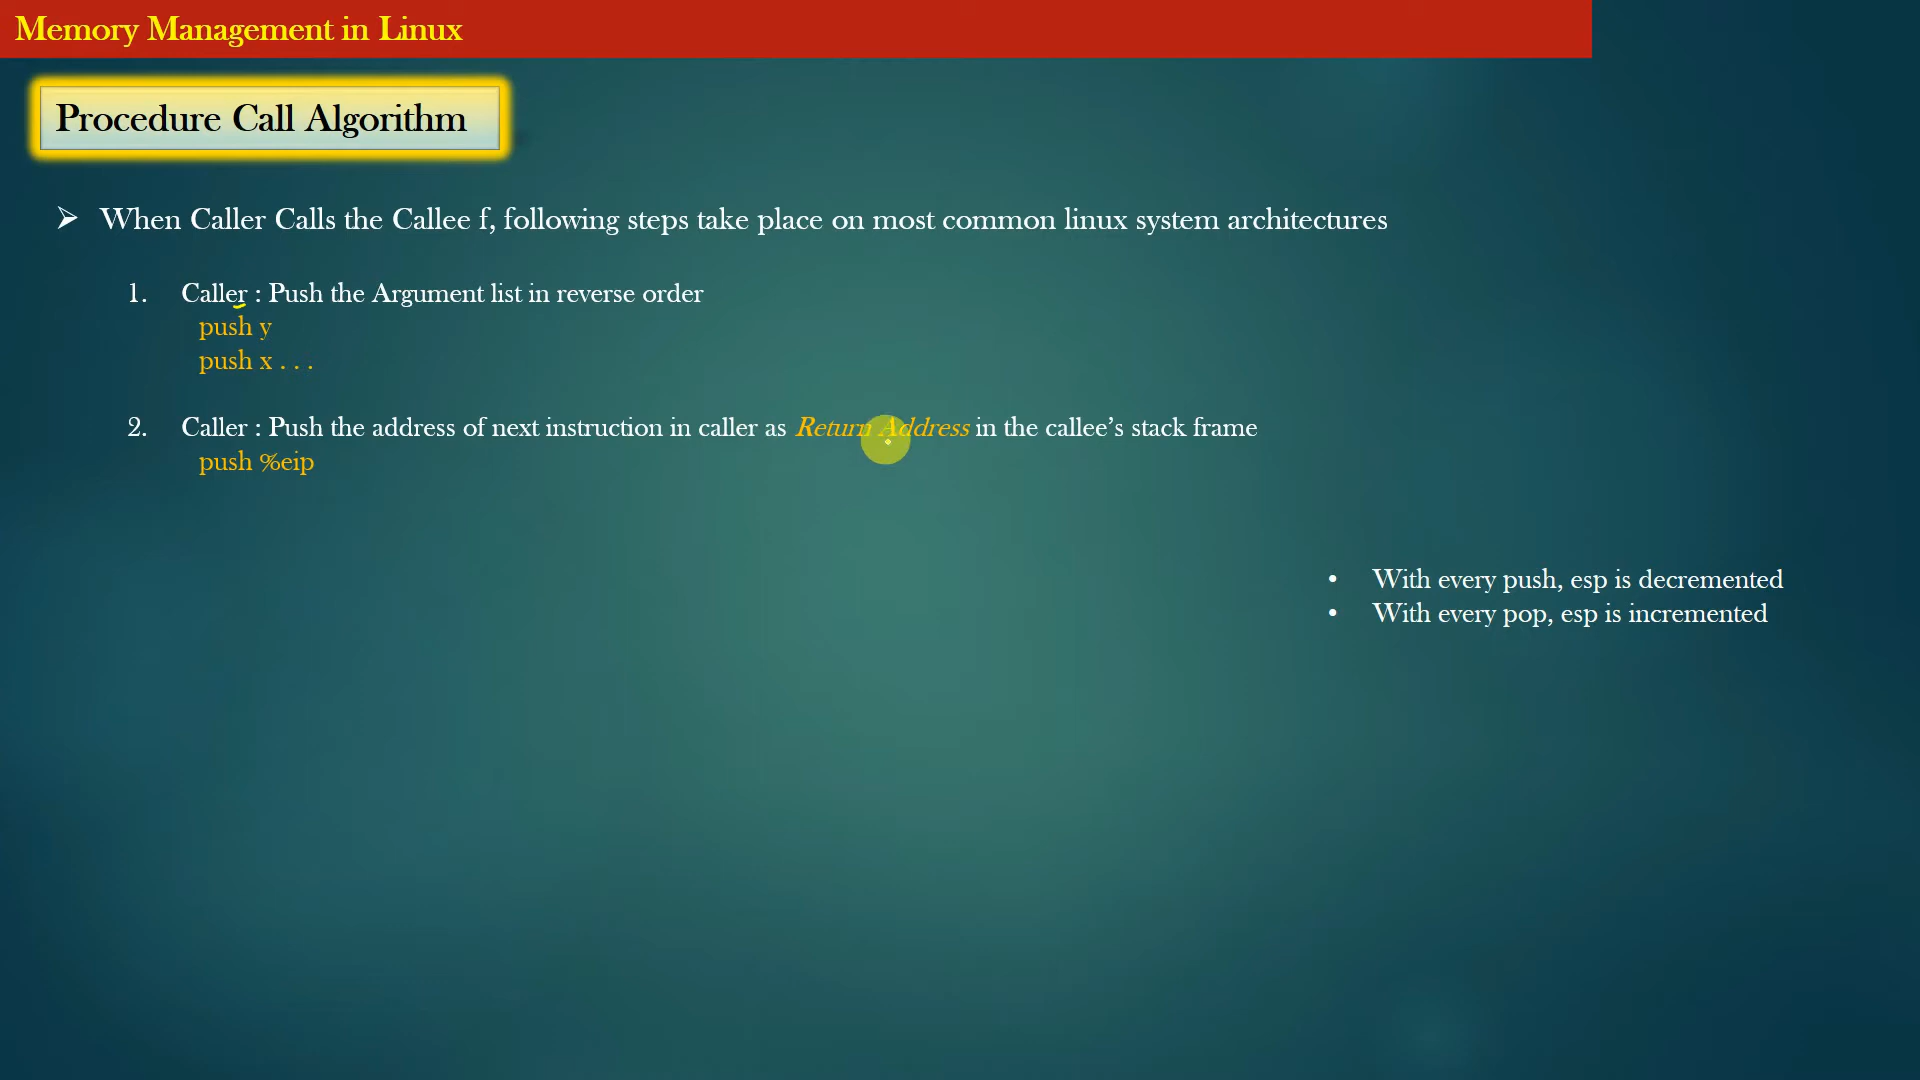 Memory Management in Linux
Procedure Call Algorithm
➢ When Caller Calls the Callee f, following steps take place on most common linux system architectures
1. Caller : Push the Argument list in reverse order
push y
push x . . .
2. Caller : Push the address of next instruction in caller as Return Address in the callee’s stack frame
push %eip
• With every push, esp is decremented
• With every pop, esp is incremented